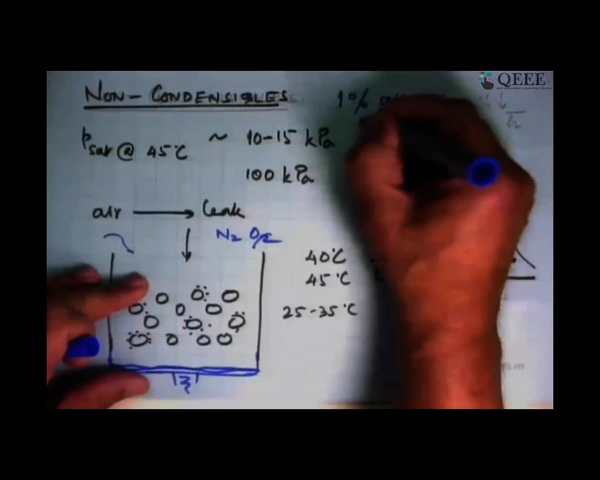 QEEE
NON-CONDENSIBLES
1%
Psat @ 45°C ~ 10-15 kPa
100 kPa
air → leak
N2 O2
40°C
45°C
25-35°C